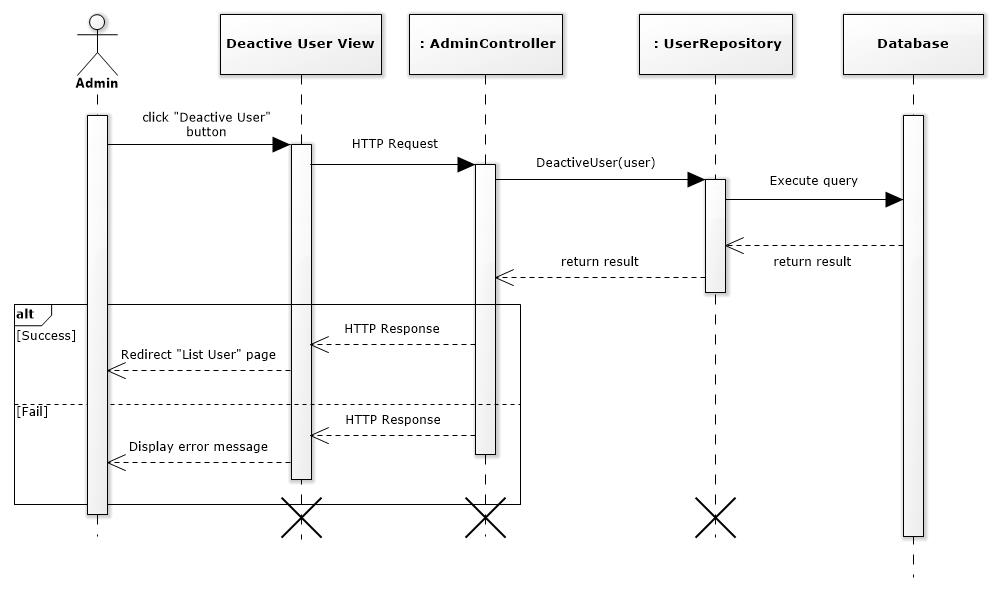 Admin
Deactive User View
: AdminController
: UserRepository
Database
click "Deactive User"
button
HTTP Request
DeactiveUser(user)
Execute query
return result
return result
alt
[Success]
HTTP Response
Redirect "List User" page
[Fail]
HTTP Response
Display error message